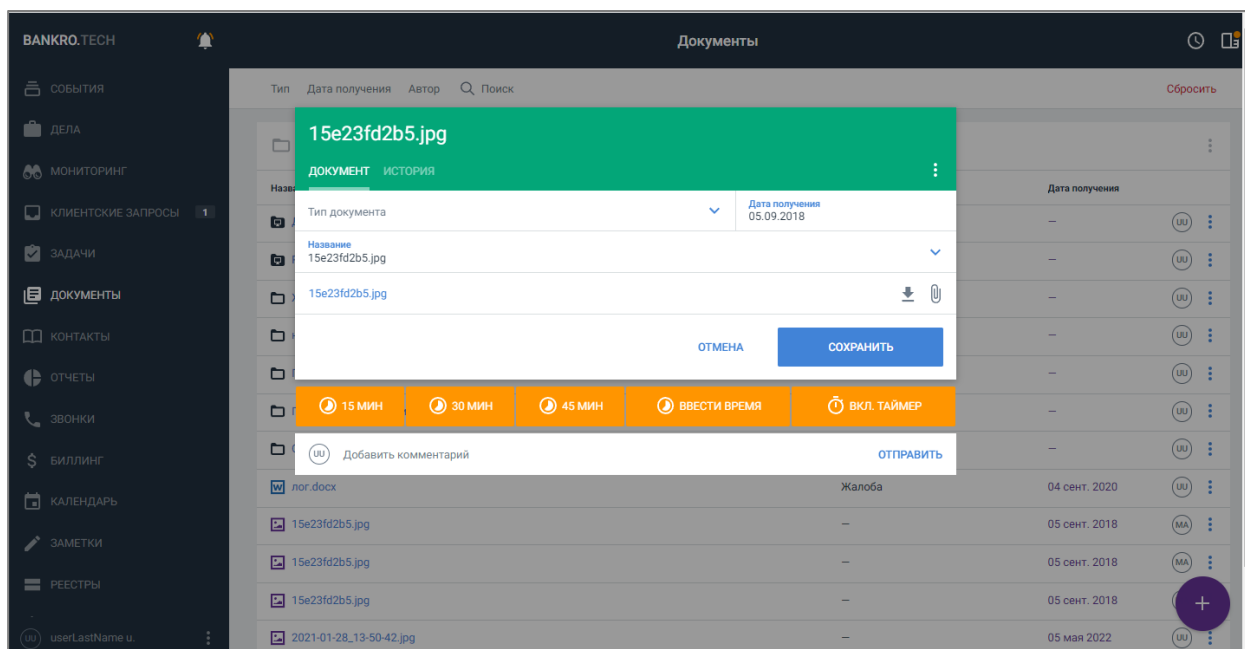 BANKRO.TECH
Документы
СОБЫТИЯ
Тип Дата получения Автор Поиск Сбросить
ДЕЛА
15e23fd2b5.jpg
МОНИТОРИНГ
ДОКУМЕНТ ИСТОРИЯ
Дата получения
КЛИЕНТСКИЕ ЗАПРОСЫ 1
Тип документа
Дата получения
05.09.2018
– UU
ЗАДАЧИ
Название
15e23fd2b5.jpg
– UU
ДОКУМЕНТЫ
15e23fd2b5.jpg
– UU
КОНТАКТЫ
ОТМЕНА СОХРАНИТЬ
– UU
ОТЧЕТЫ
– UU
ЗВОНКИ
15 МИН 30 МИН 45 МИН ВВЕСТИ ВРЕМЯ ВКЛ. ТАЙМЕР
– UU
БИЛЛИНГ
UU Добавить комментарий ОТПРАВИТЬ
– UU
КАЛЕНДАРЬ
лог.docx Жалоба 04 сент. 2020 UU
15e23fd2b5.jpg – 05 сент. 2018 MA
ЗАМЕТКИ
15e23fd2b5.jpg – 05 сент. 2018 MA
РЕЕСТРЫ
15e23fd2b5.jpg – 05 сент. 2018
UU userLastName u.
2021-01-28_13-50-42.jpg – 05 мая 2022 UU